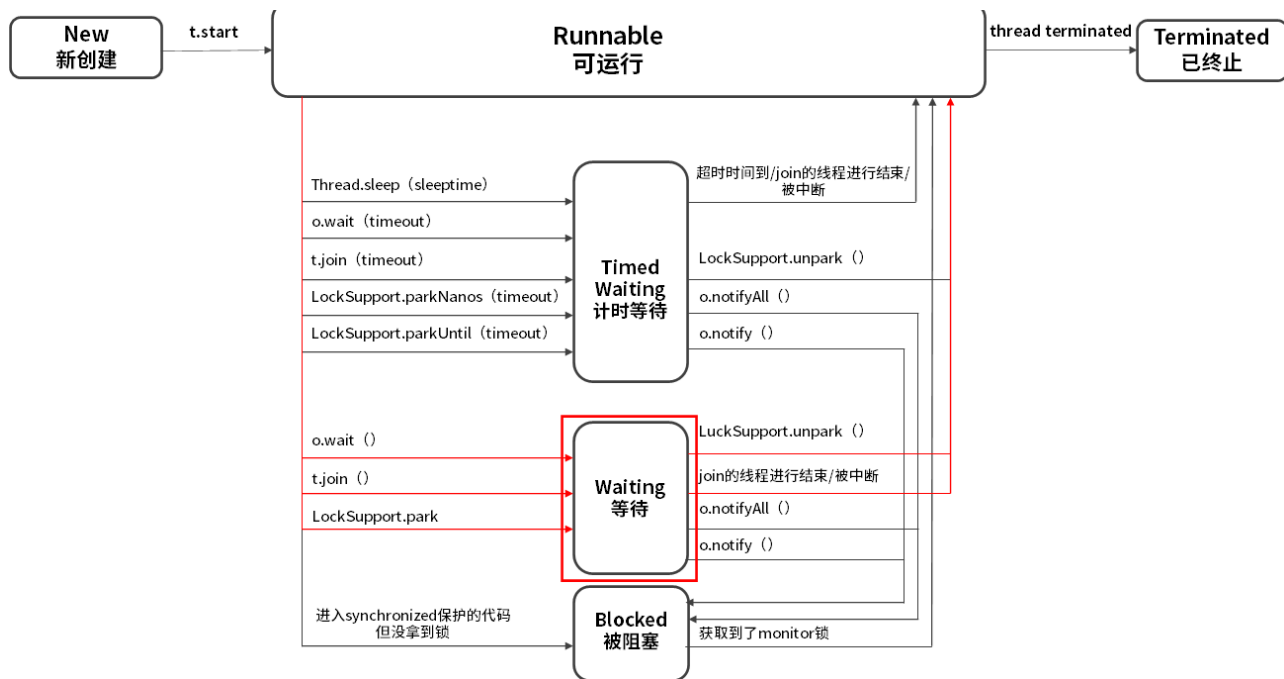 New
新创建
t.start
Runnable
可运行
thread terminated
Terminated
已终止
Thread.sleep（sleeptime）
o.wait（timeout）
t.join（timeout）
LockSupport.parkNanos（timeout）
LockSupport.parkUntil（timeout）
Timed
Waiting
计时等待
超时时间到/join的线程进行结束/
被中断
LockSupport.unpark（）
o.notifyAll（）
o.notify（）
o.wait（）
t.join（）
LockSupport.park
Waiting
等待
LuckSupport.unpark（）
join的线程进行结束/被中断
o.notifyAll（）
o.notify（）
进入synchronized保护的代码
但没拿到锁
Blocked
被阻塞
获取到了monitor锁